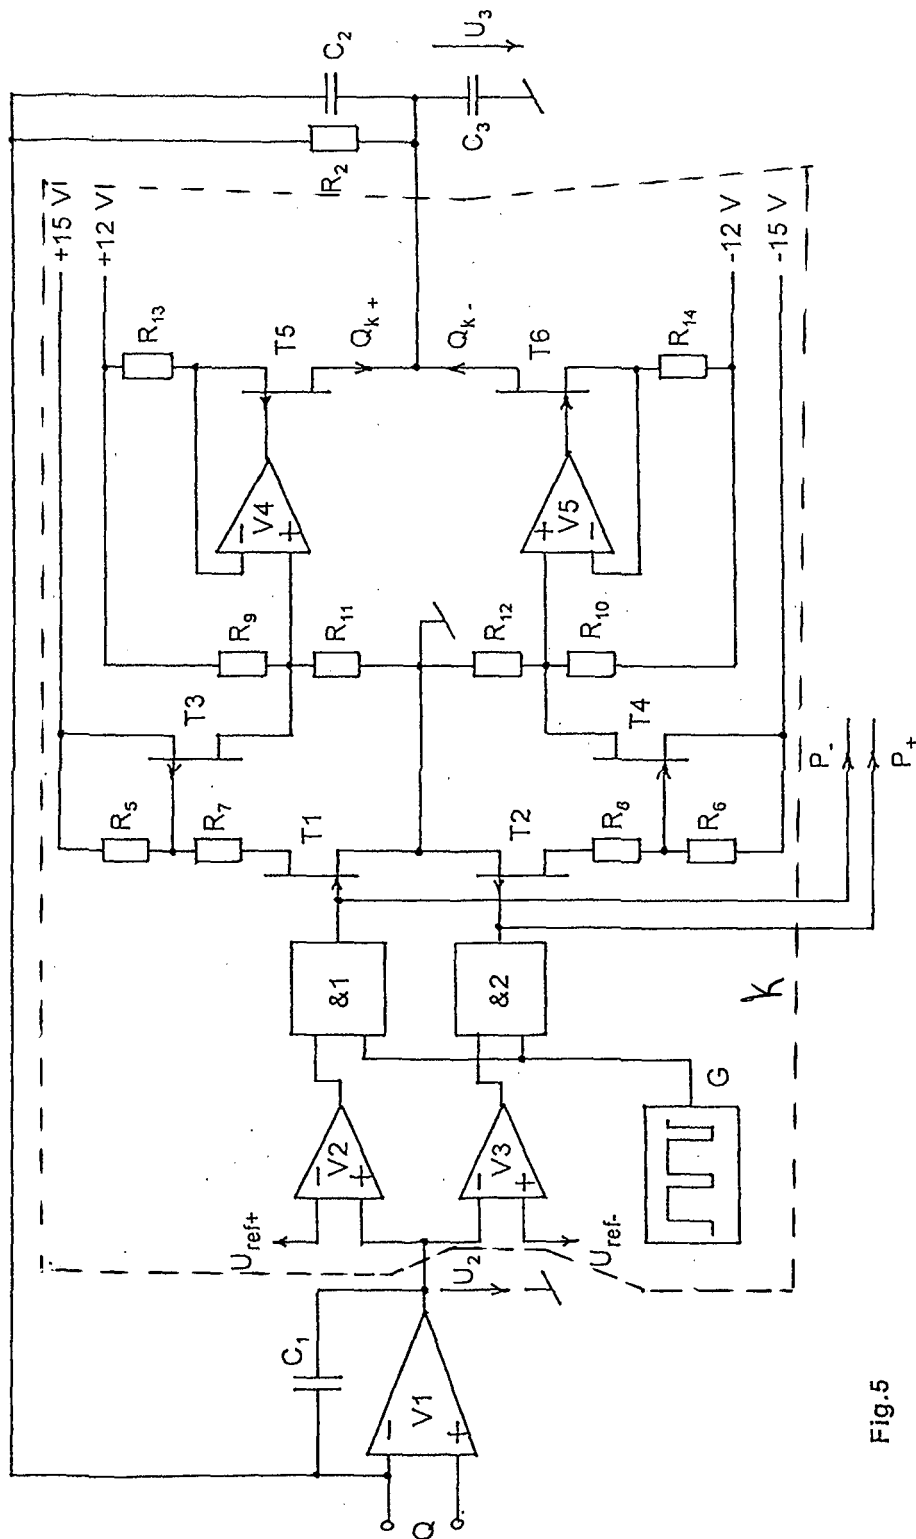 +15 V
+12 V
R5
R7
T1
T3
R9
R11
V4
−
+
R13
T5
Qk+
Qk-
T6
R14
V5
+
−
R12
R10
T4
T2
R8
R6
-12 V
-15 V
R2
C2
C3
U3
P-
P+
&1
&2
k
G
V2
−
+
V3
−
+
Uref+
Uref-
U2
C1
V1
−
+
Q
Fig.5